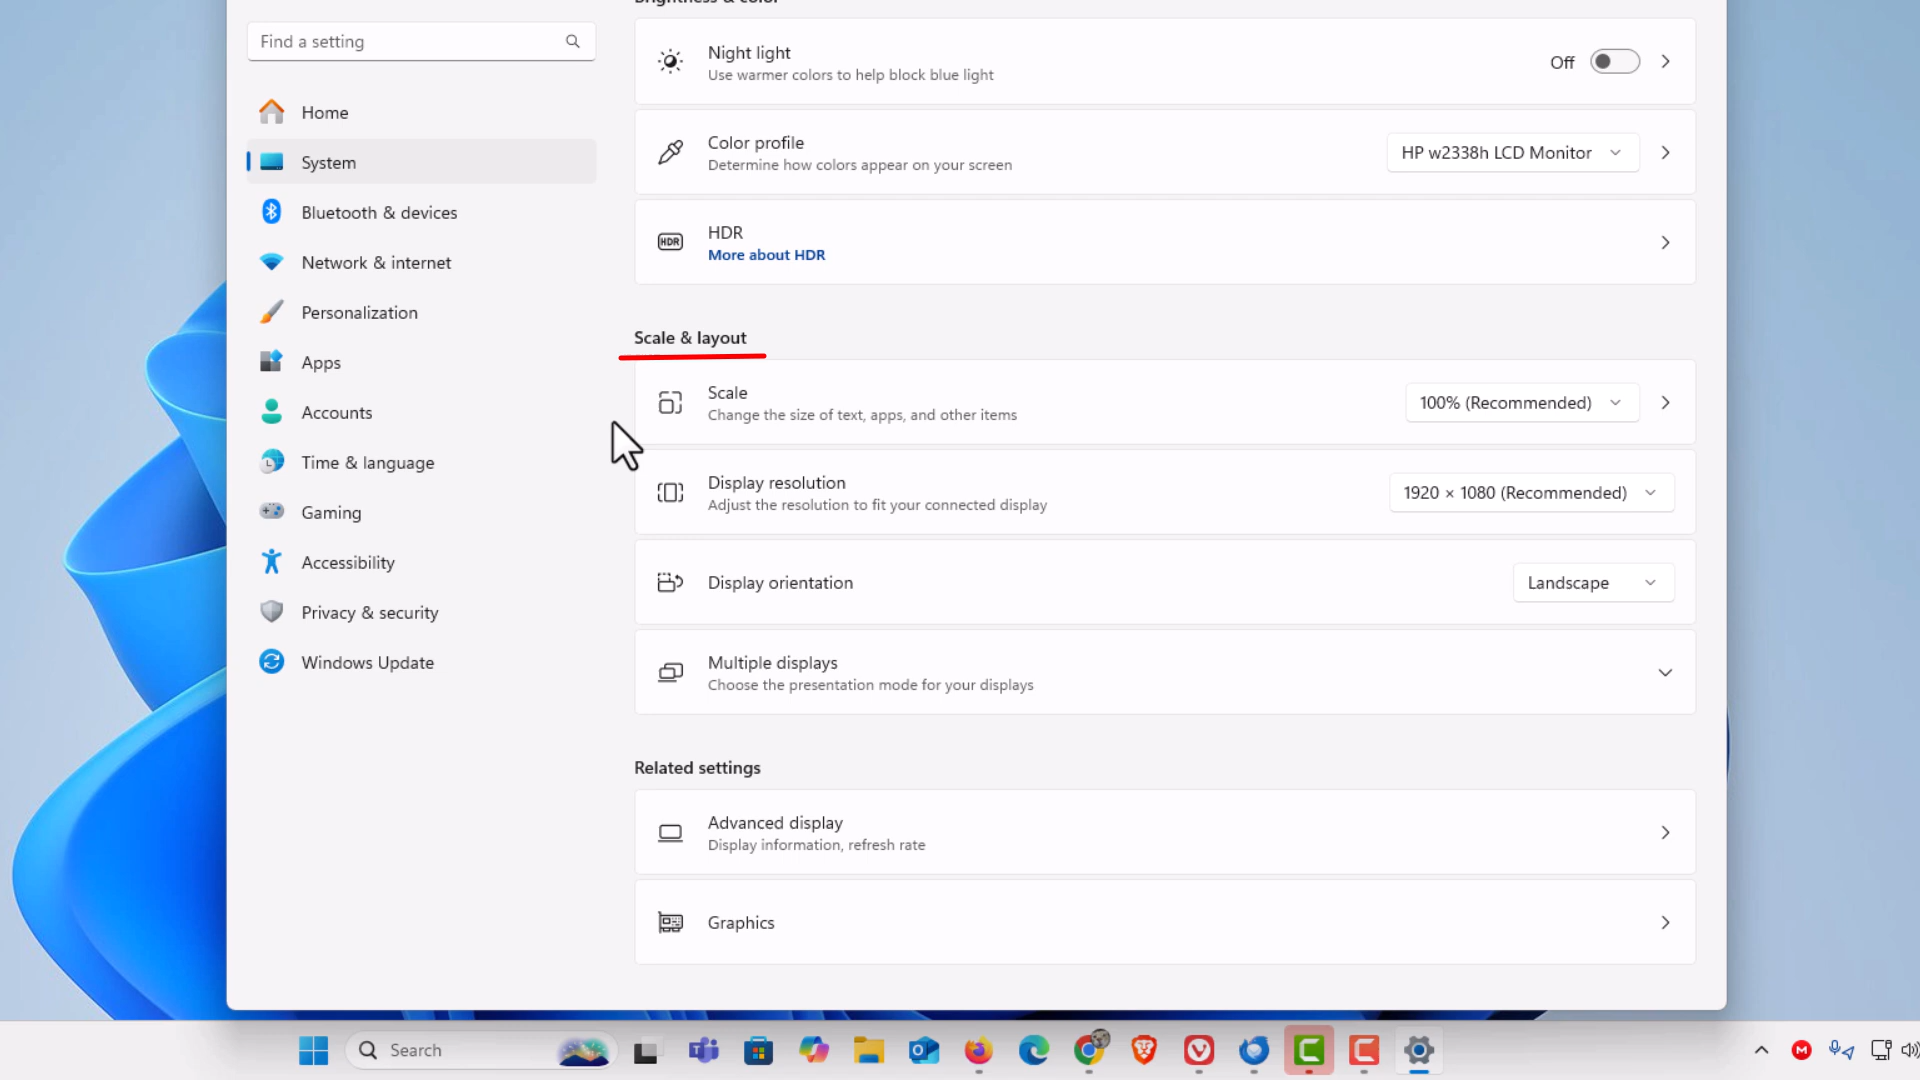 Brightness & color
Find a setting
Home
System
Bluetooth & devices
Network & internet
Personalization
Apps
Accounts
Time & language
Gaming
Accessibility
Privacy & security
Windows Update
Night light
Use warmer colors to help block blue light
Off
Color profile
Determine how colors appear on your screen
HP w2338h LCD Monitor
HDR
HDR
More about HDR
Scale & layout
Scale
Change the size of text, apps, and other items
100% (Recommended)
Display resolution
Adjust the resolution to fit your connected display
1920 × 1080 (Recommended)
Display orientation
Landscape
Multiple displays
Choose the presentation mode for your displays
Related settings
Advanced display
Display information, refresh rate
Graphics
Search